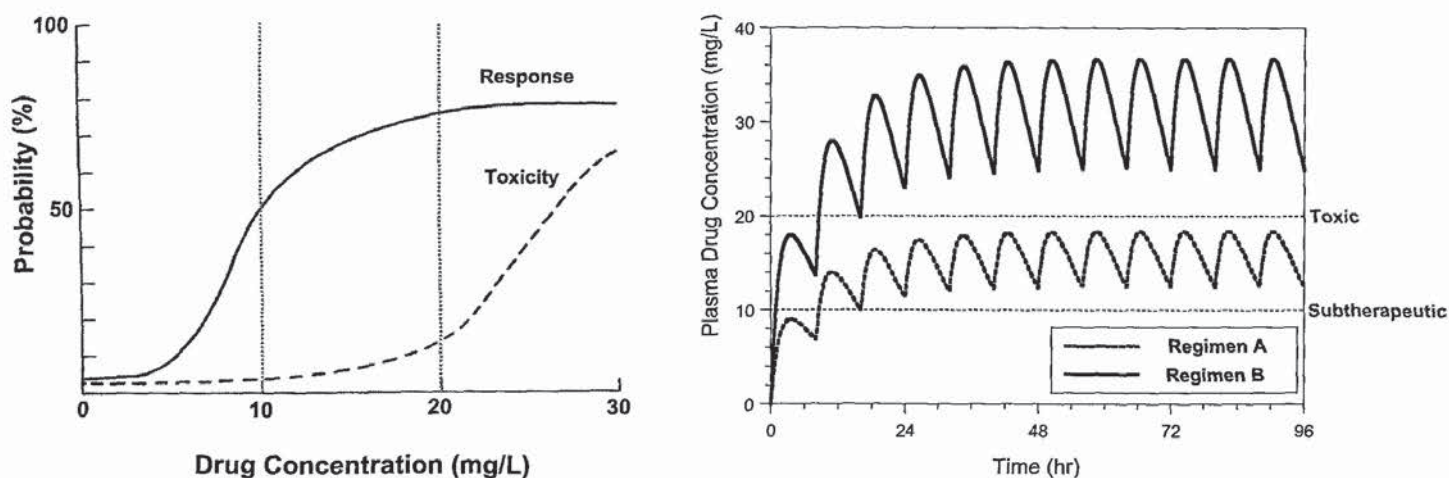 100
50
Probability (%)
Response
Toxicity
0
10
20
30
Drug Concentration (mg/L)
40
30
20
10
0
Plasma Drug Concentration (mg/L)
Toxic
Subtherapeutic
Regimen A
Regimen B
0
24
48
72
96
Time (hr)